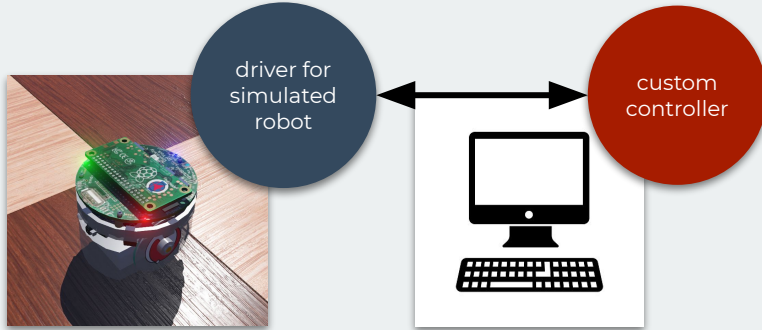 driver for
simulated
robot
custom
controller